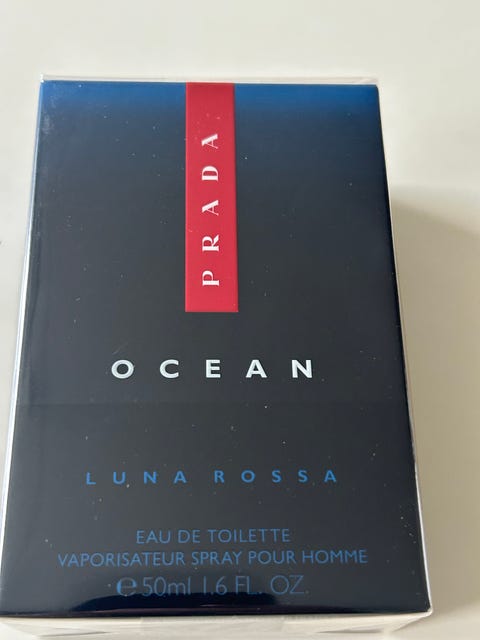 PRADA
OCEAN
LUNA ROSSA
EAU DE TOILETTE
VAPORISATEUR SPRAY POUR HOMME
℮50ml 1.6 FL. OZ.